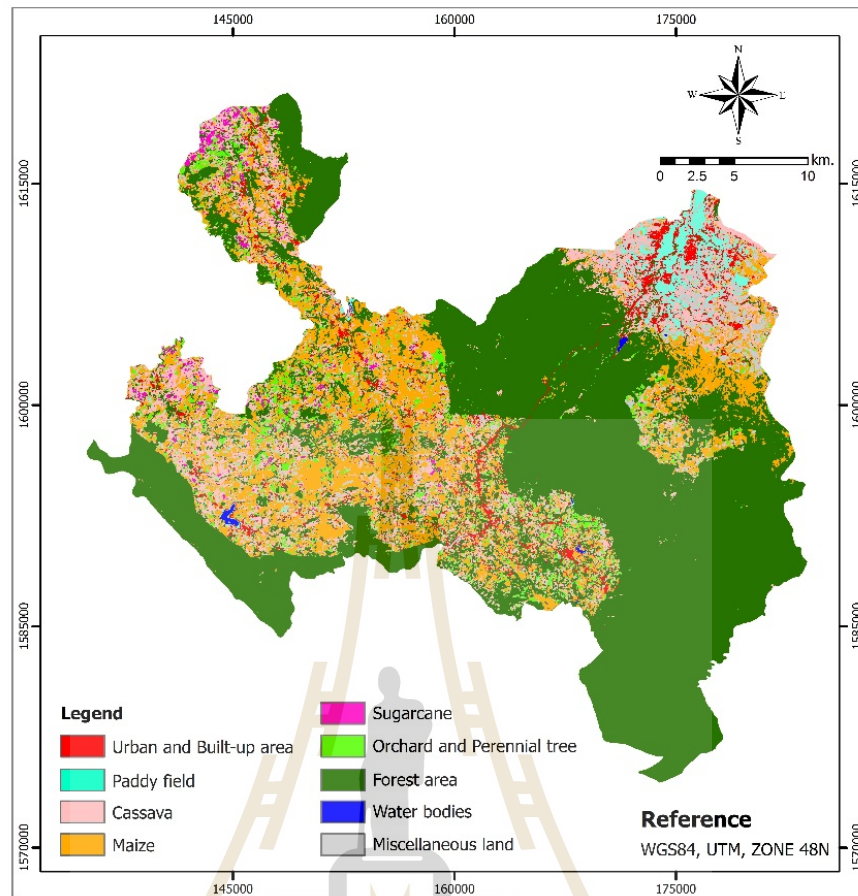 145000 160000 175000
N
W E
S
0 2.5 5 10 km.
1615000 1615000
1600000 1600000
1585000 1585000
1570000 1570000
Legend
Urban and Built-up area
Paddy field
Cassava
Maize
Sugarcane
Orchard and Perennial tree
Forest area
Water bodies
Miscellaneous land
Reference
WGS84, UTM, ZONE 48N
145000 160000 175000